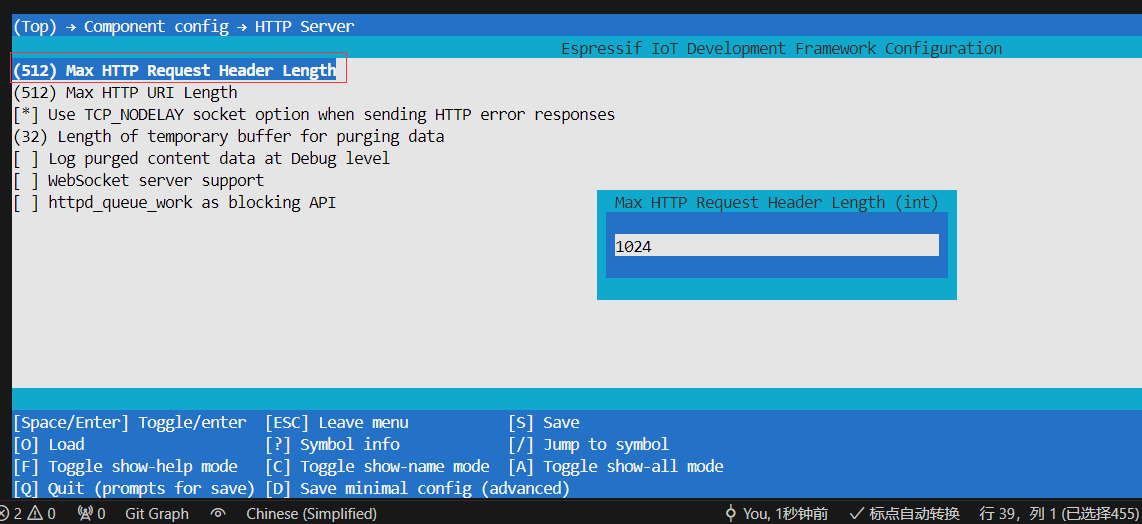 (Top) → Component config → HTTP Server
Espressif IoT Development Framework Configuration
(512) Max HTTP Request Header Length
(512) Max HTTP URI Length
[*] Use TCP_NODELAY socket option when sending HTTP error responses
(32) Length of temporary buffer for purging data
[ ] Log purged content data at Debug level
[ ] WebSocket server support
[ ] httpd_queue_work as blocking API
Max HTTP Request Header Length (int)
1024
[Space/Enter] Toggle/enter [ESC] Leave menu [S] Save
[O] Load [?] Symbol info [/] Jump to symbol
[F] Toggle show-help mode [C] Toggle show-name mode [A] Toggle show-all mode
[Q] Quit (prompts for save) [D] Save minimal config (advanced)
2 0 0 Git Graph Chinese (Simplified) You, 1秒钟前 标点自动转换 行 39，列 1 (已选择455)